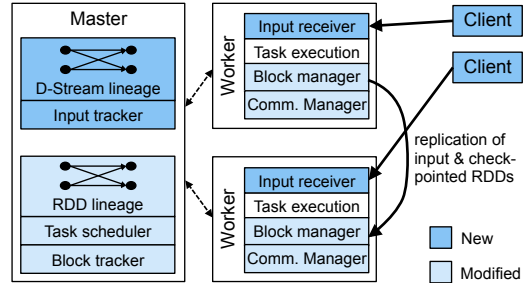 Master
D-Stream lineage
Input tracker
RDD lineage
Task scheduler
Block tracker
Worker
Input receiver
Task execution
Block manager
Comm. Manager
Worker
Input receiver
Task execution
Block manager
Comm. Manager
Client
Client
replication of
input & check-
pointed RDDs
New
Modified